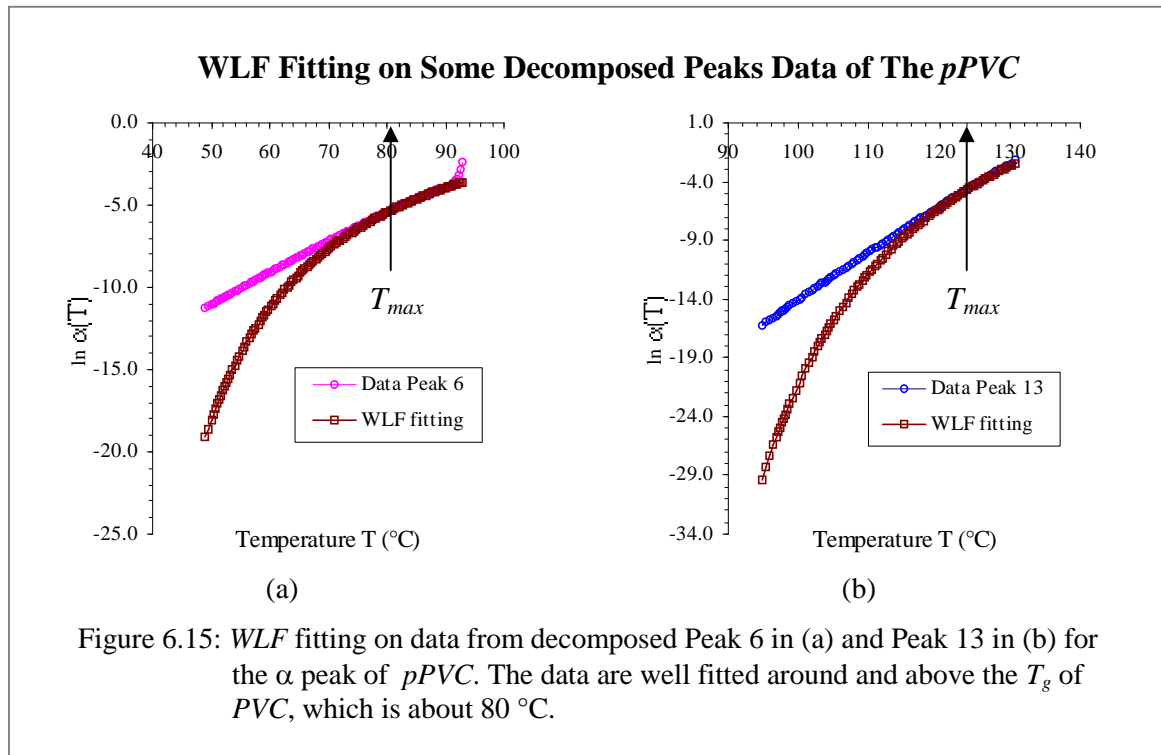 WLF Fitting on Some Decomposed Peaks Data of The pPVC
0.0
-5.0
-10.0
-15.0
-20.0
-25.0
40 50 60 70 80 90 100
ln α(T)
T_max
Data Peak 6
WLF fitting
Temperature T (°C)
(a)
1.0
-4.0
-9.0
-14.0
-19.0
-24.0
-29.0
-34.0
90 100 110 120 130 140
ln α(T)
T_max
Data Peak 13
WLF fitting
Temperature T (°C)
(b)
Figure 6.15: WLF fitting on data from decomposed Peak 6 in (a) and Peak 13 in (b) for
the α peak of pPVC. The data are well fitted around and above the T_g of
PVC, which is about 80 °C.